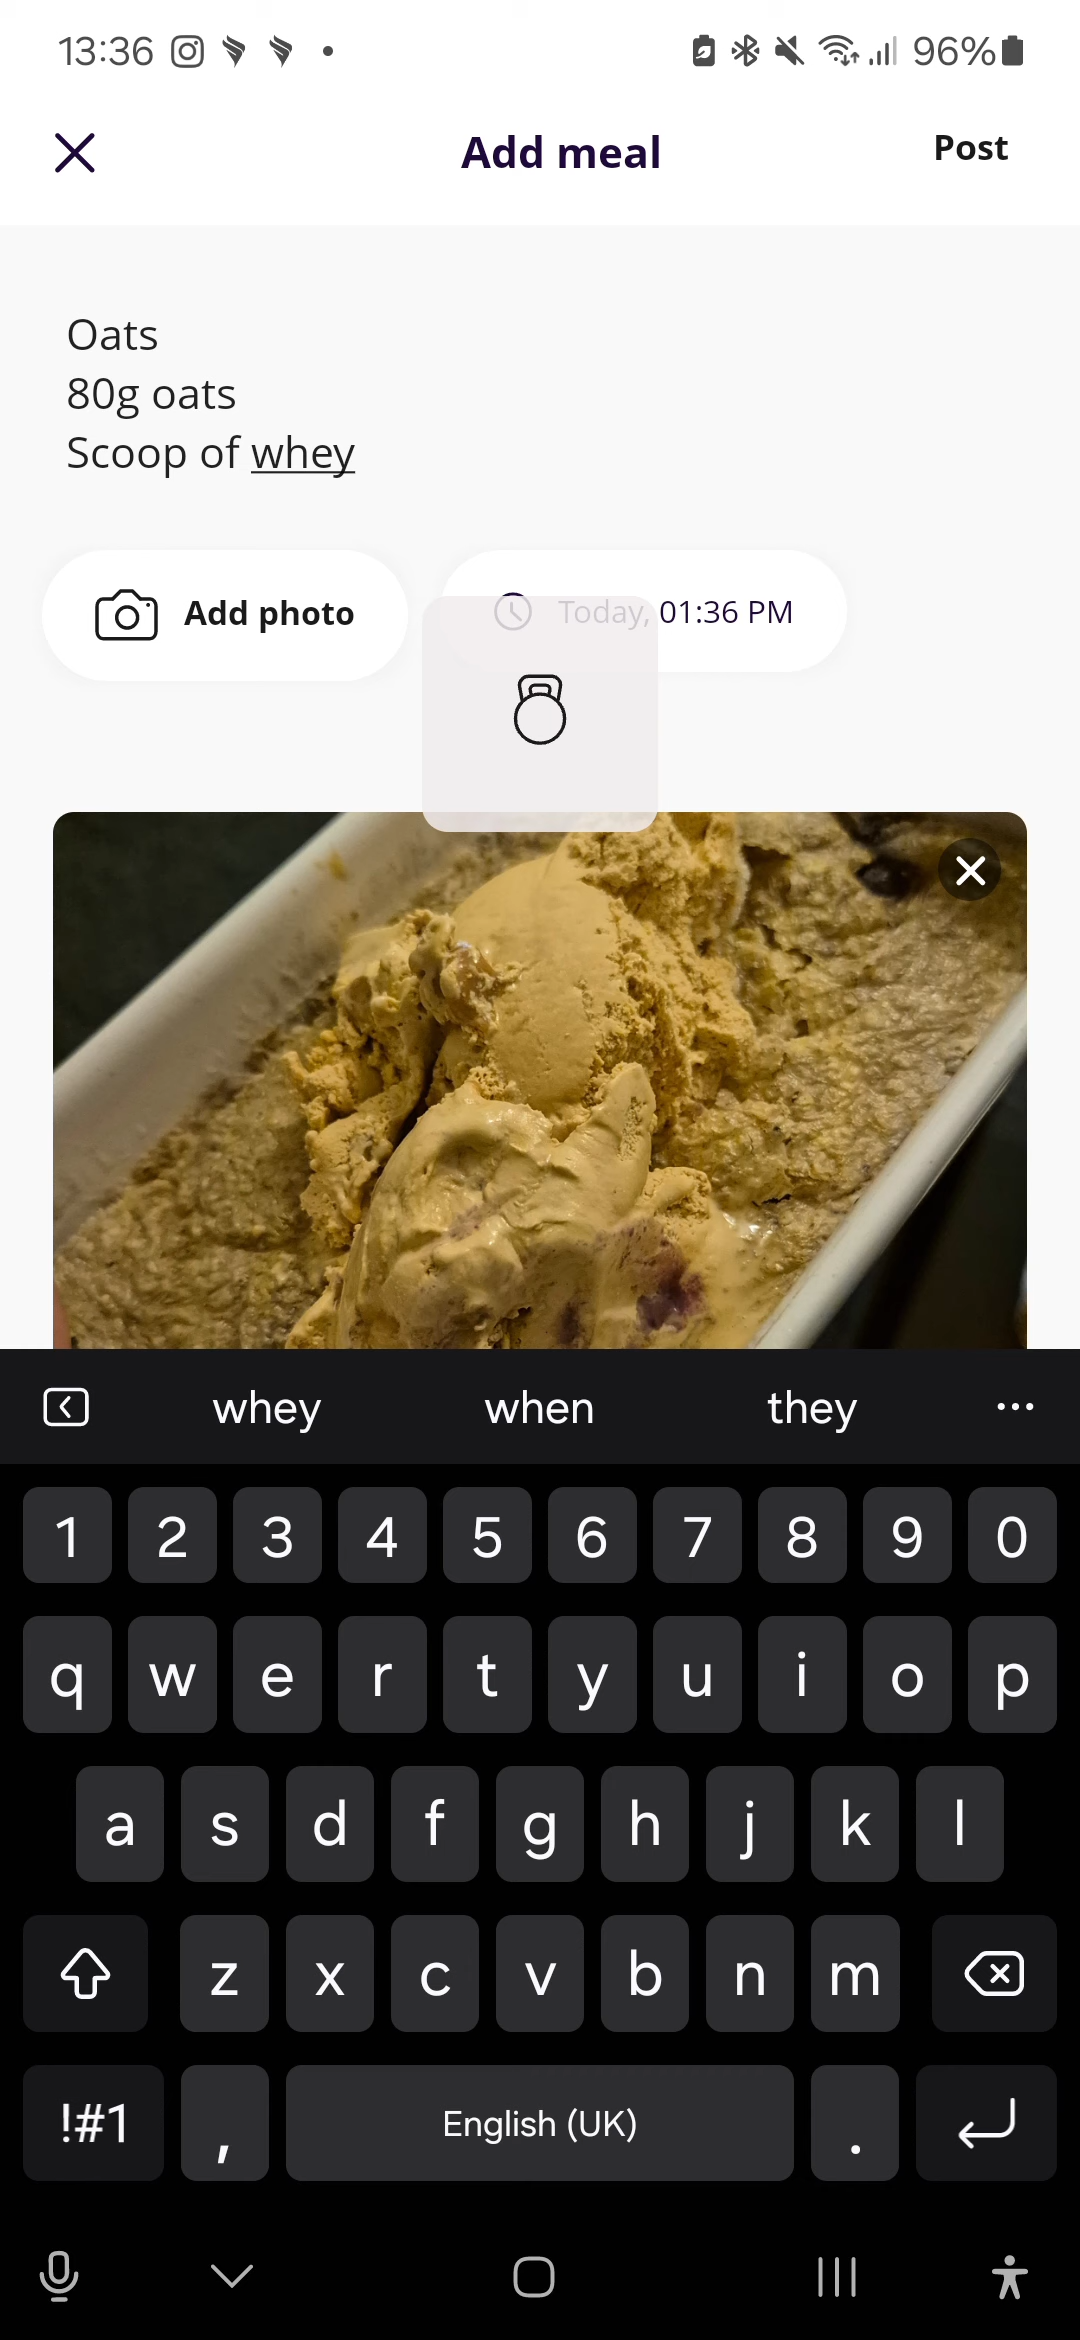 13:36
96%
Add meal
Post
Oats
80g oats
Scoop of whey
Add photo
Today, 01:36 PM
whey when they
1 2 3 4 5 6 7 8 9 0
q w e r t y u i o p
a s d f g h j k l
z x c v b n m
!#1 , English (UK) .